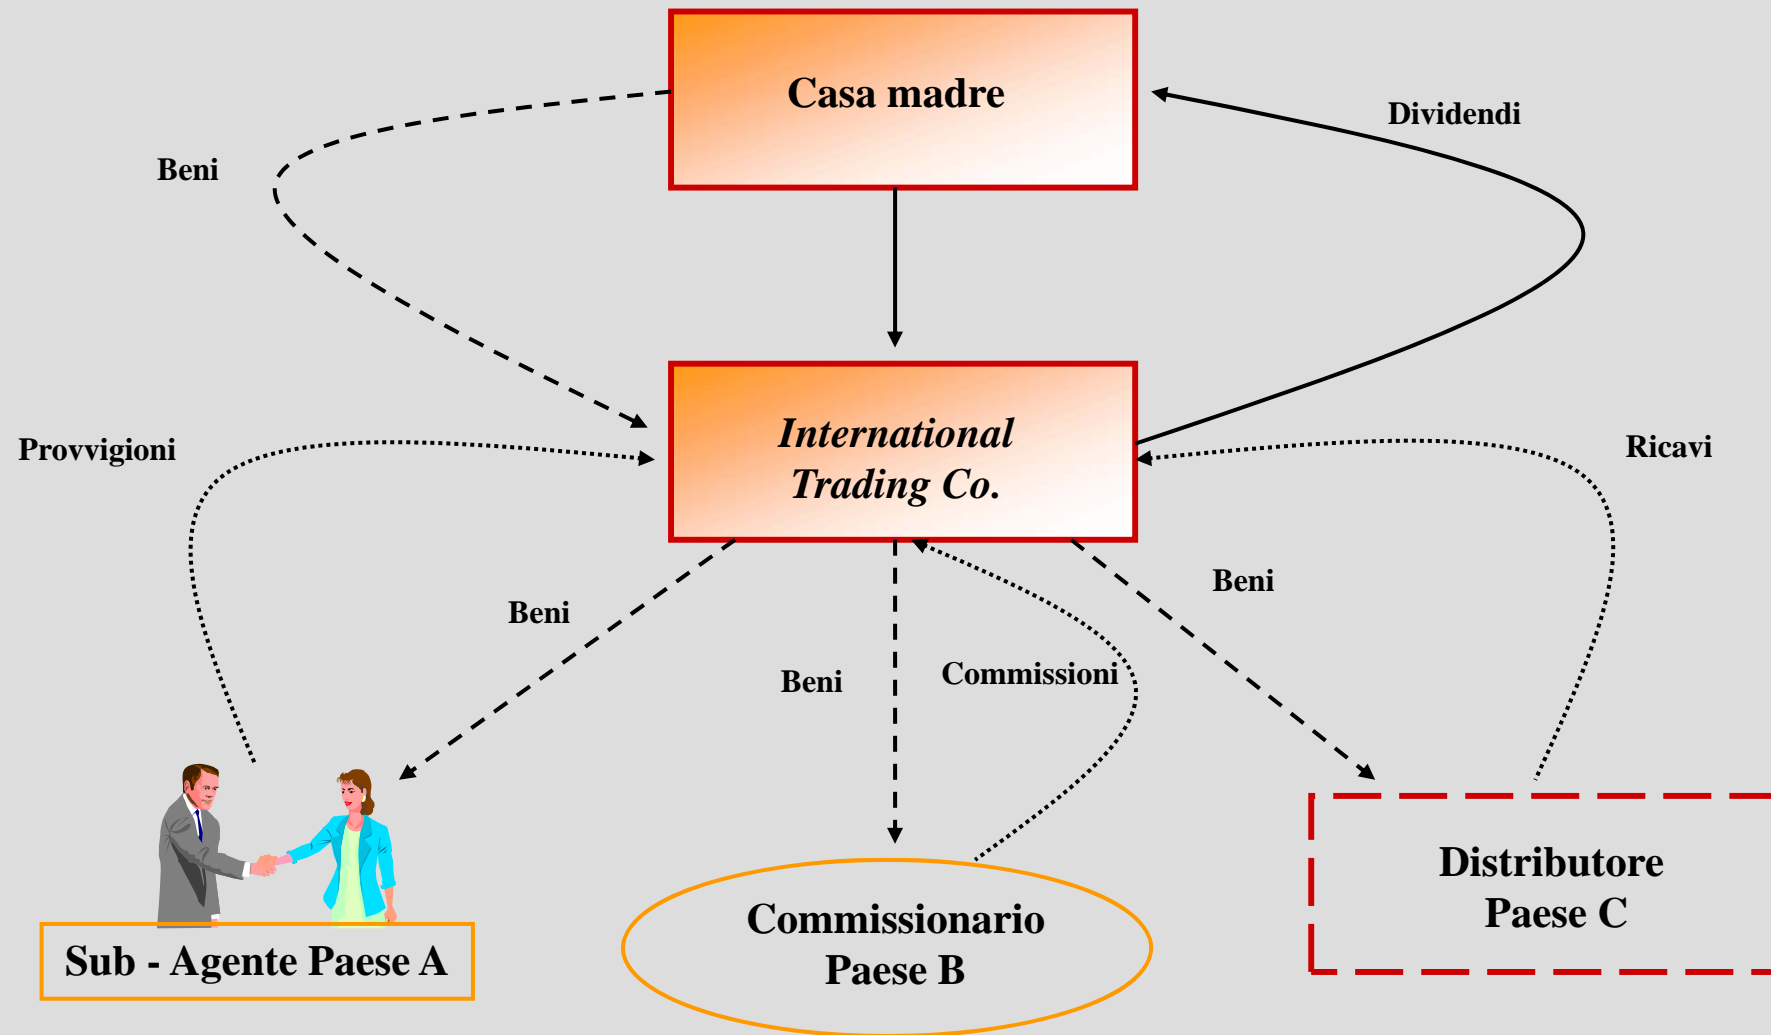 Casa madre
Dividendi
Beni
International
Trading Co.
Provvigioni
Ricavi
Beni
Beni
Beni
Commissioni
Sub - Agente Paese A
Commissionario
Paese B
Distributore
Paese C